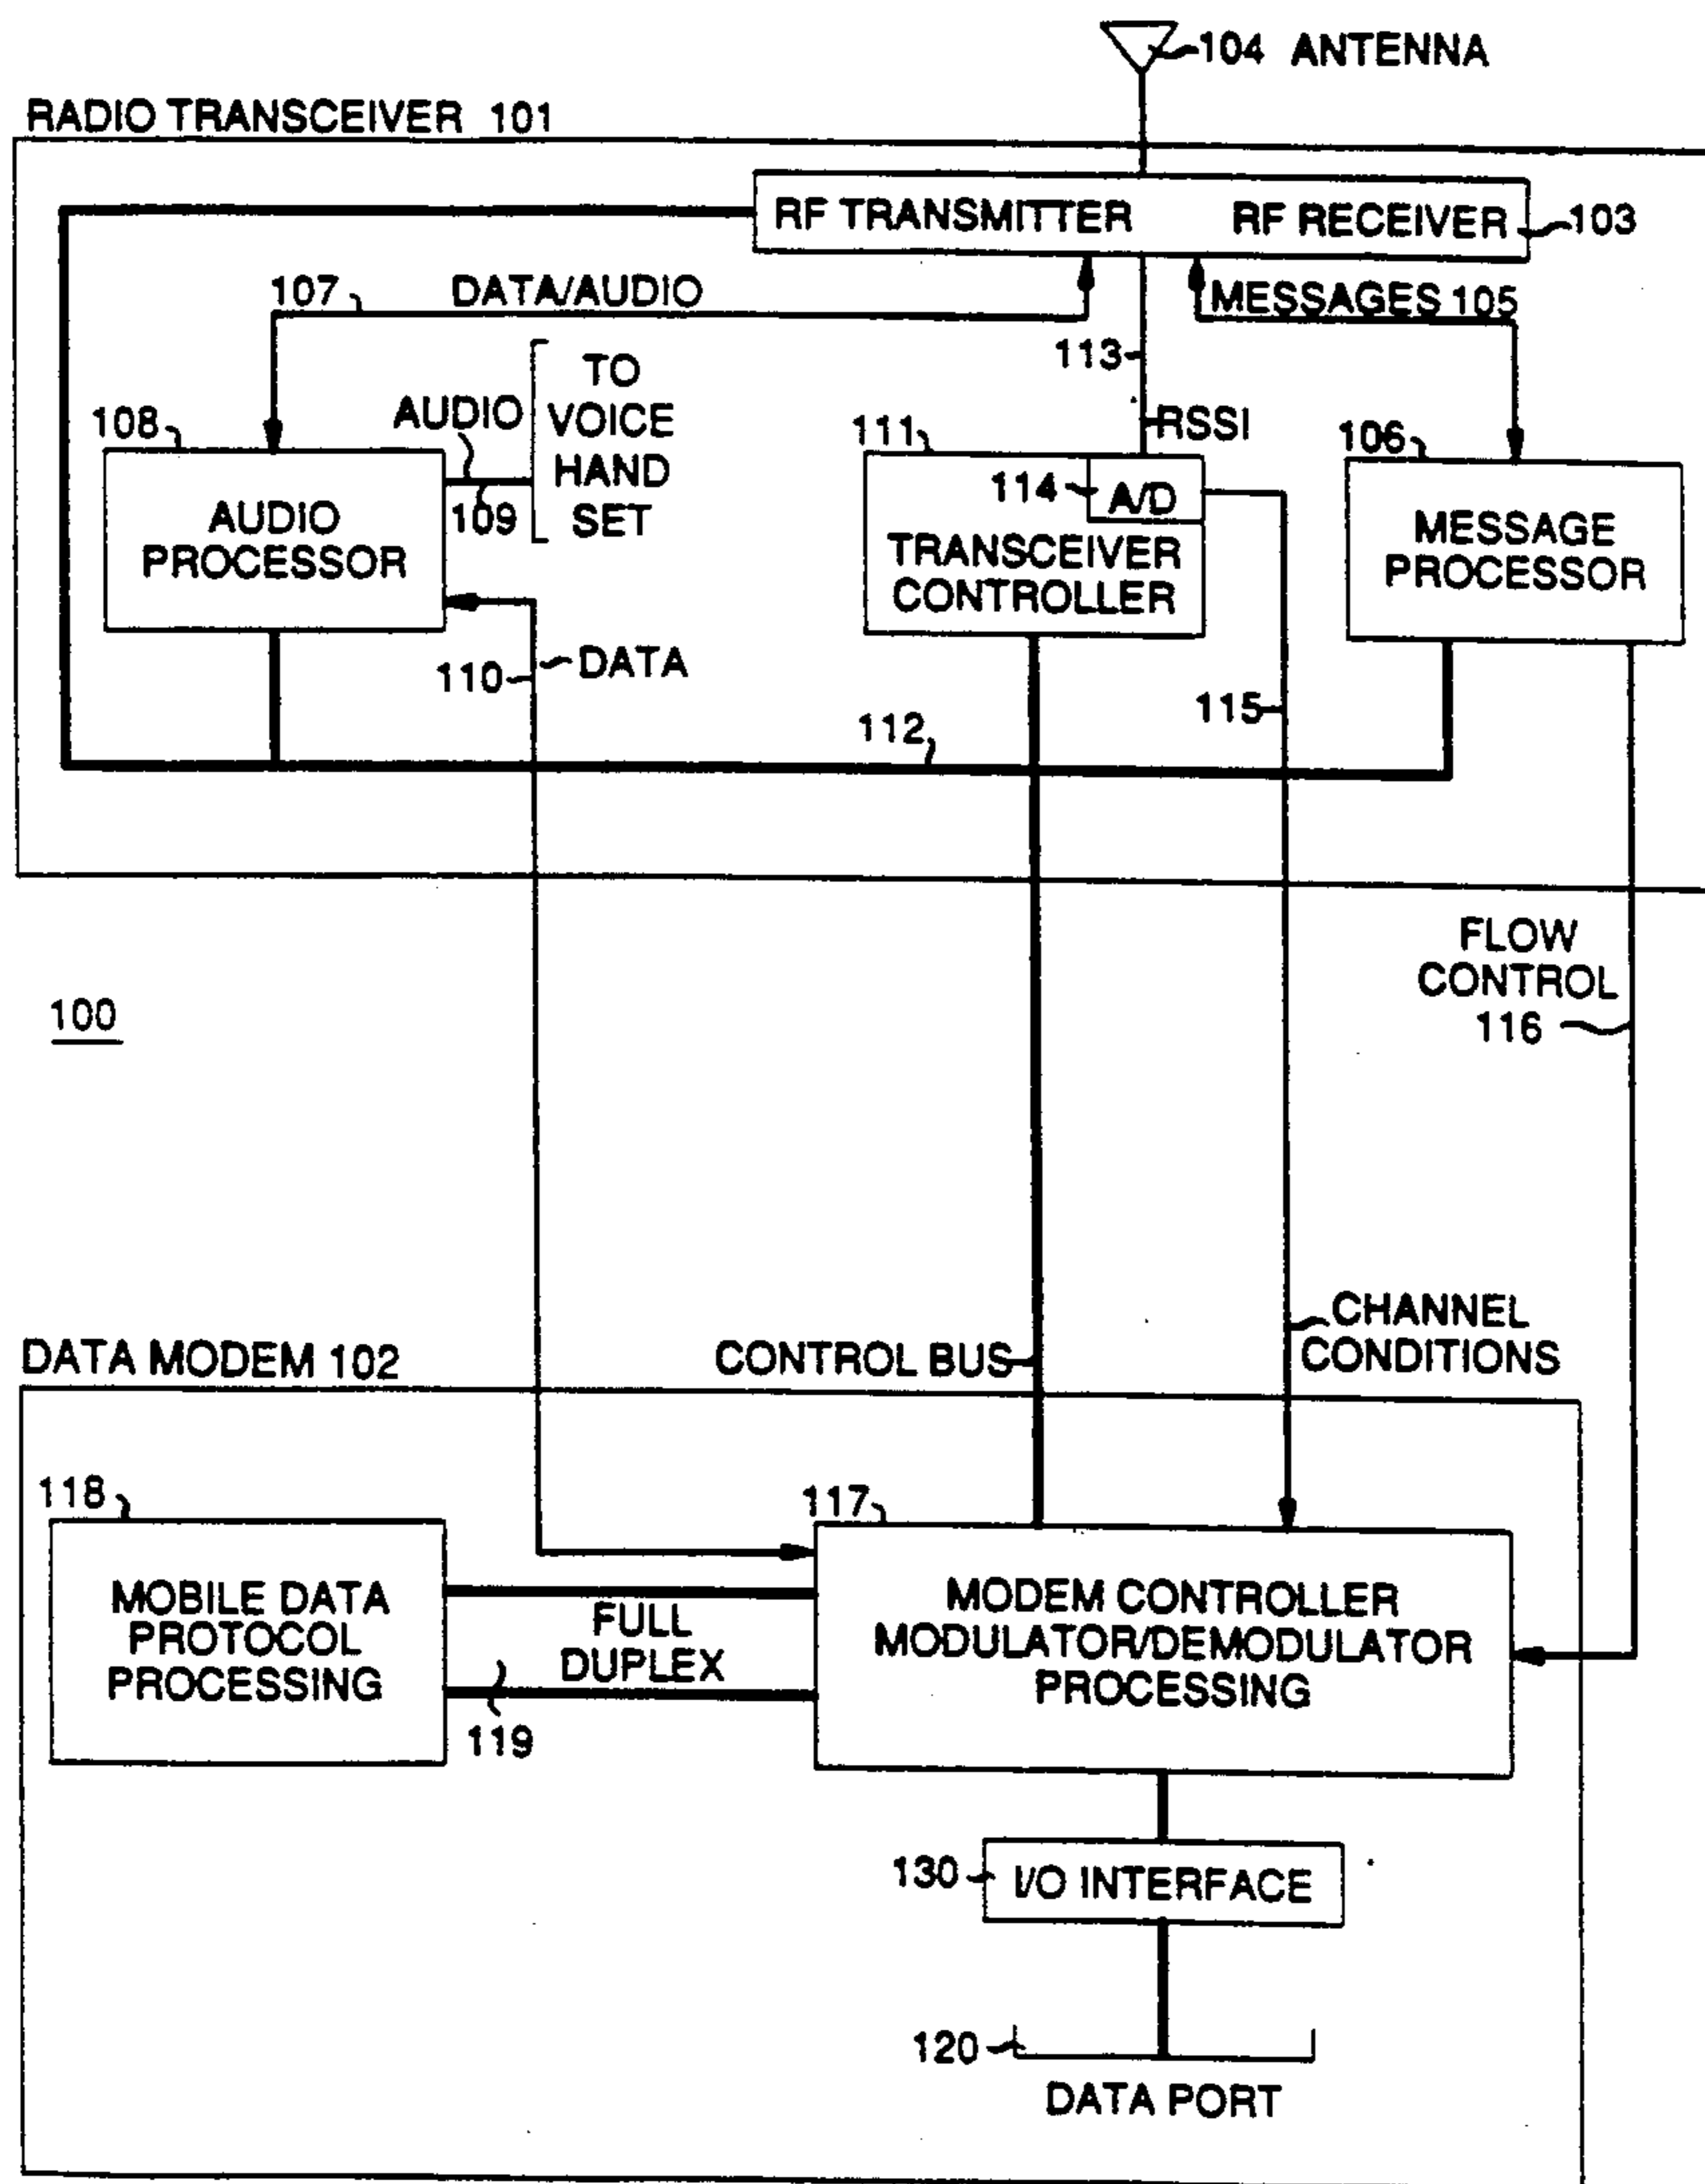 104 ANTENNA
RADIO TRANSCEIVER 101
RF TRANSMITTER RF RECEIVER
103
107
DATA/AUDIO
MESSAGES 105
113
RSSI
TO
VOICE
HAND
SET
AUDIO
109
108
AUDIO
PROCESSOR
111
114
A/D
TRANSCEIVER
CONTROLLER
106
MESSAGE
PROCESSOR
110
DATA
115
112
FLOW
CONTROL
116
100
CHANNEL
CONDITIONS
CONTROL BUS
DATA MODEM 102
118
MOBILE DATA
PROTOCOL
PROCESSING
FULL
DUPLEX
119
117
MODEM CONTROLLER
MODULATOR/DEMODULATOR
PROCESSING
130
I/O INTERFACE
120
DATA PORT